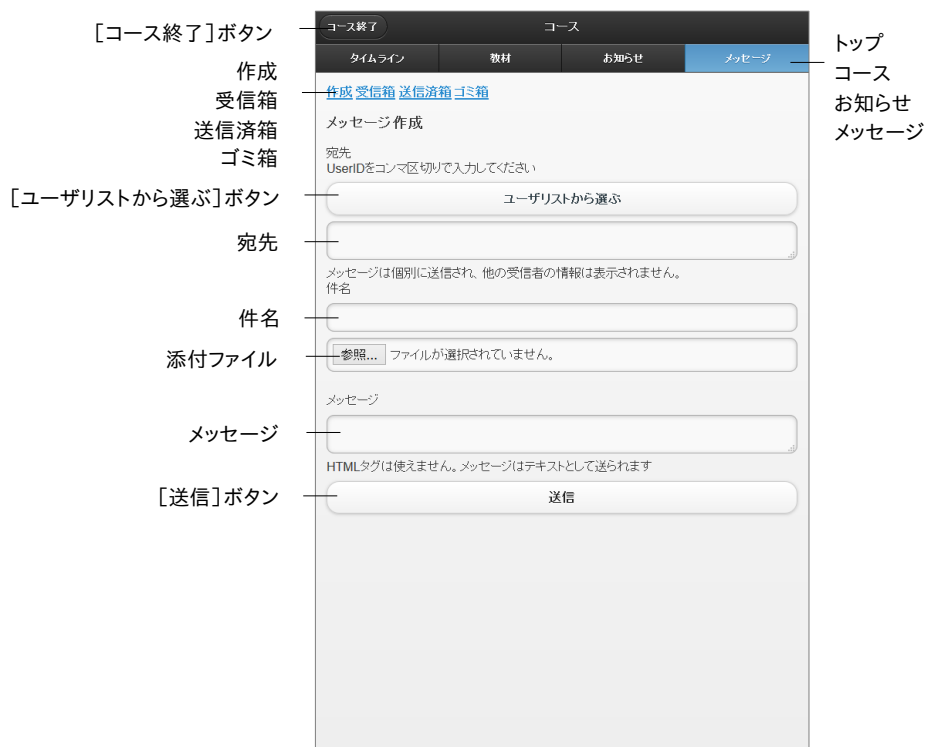 [コース終了]ボタン
コース終了
コース
タイムライン
教材
お知らせ
メッセージ
トップ
コース
お知らせ
メッセージ
作成
受信箱
送信済箱
ゴミ箱
作成 受信箱 送信済箱 ゴミ箱
メッセージ作成
宛先
UserIDをコンマ区切りで入力してください
[ユーザリストから選ぶ]ボタン
ユーザリストから選ぶ
宛先
メッセージは個別に送信され、他の受信者の情報は表示されません。
件名
件名
添付ファイル
参照... ファイルが選択されていません。
メッセージ
メッセージ
HTMLタグは使えません。メッセージはテキストとして送られます
[送信]ボタン
送信